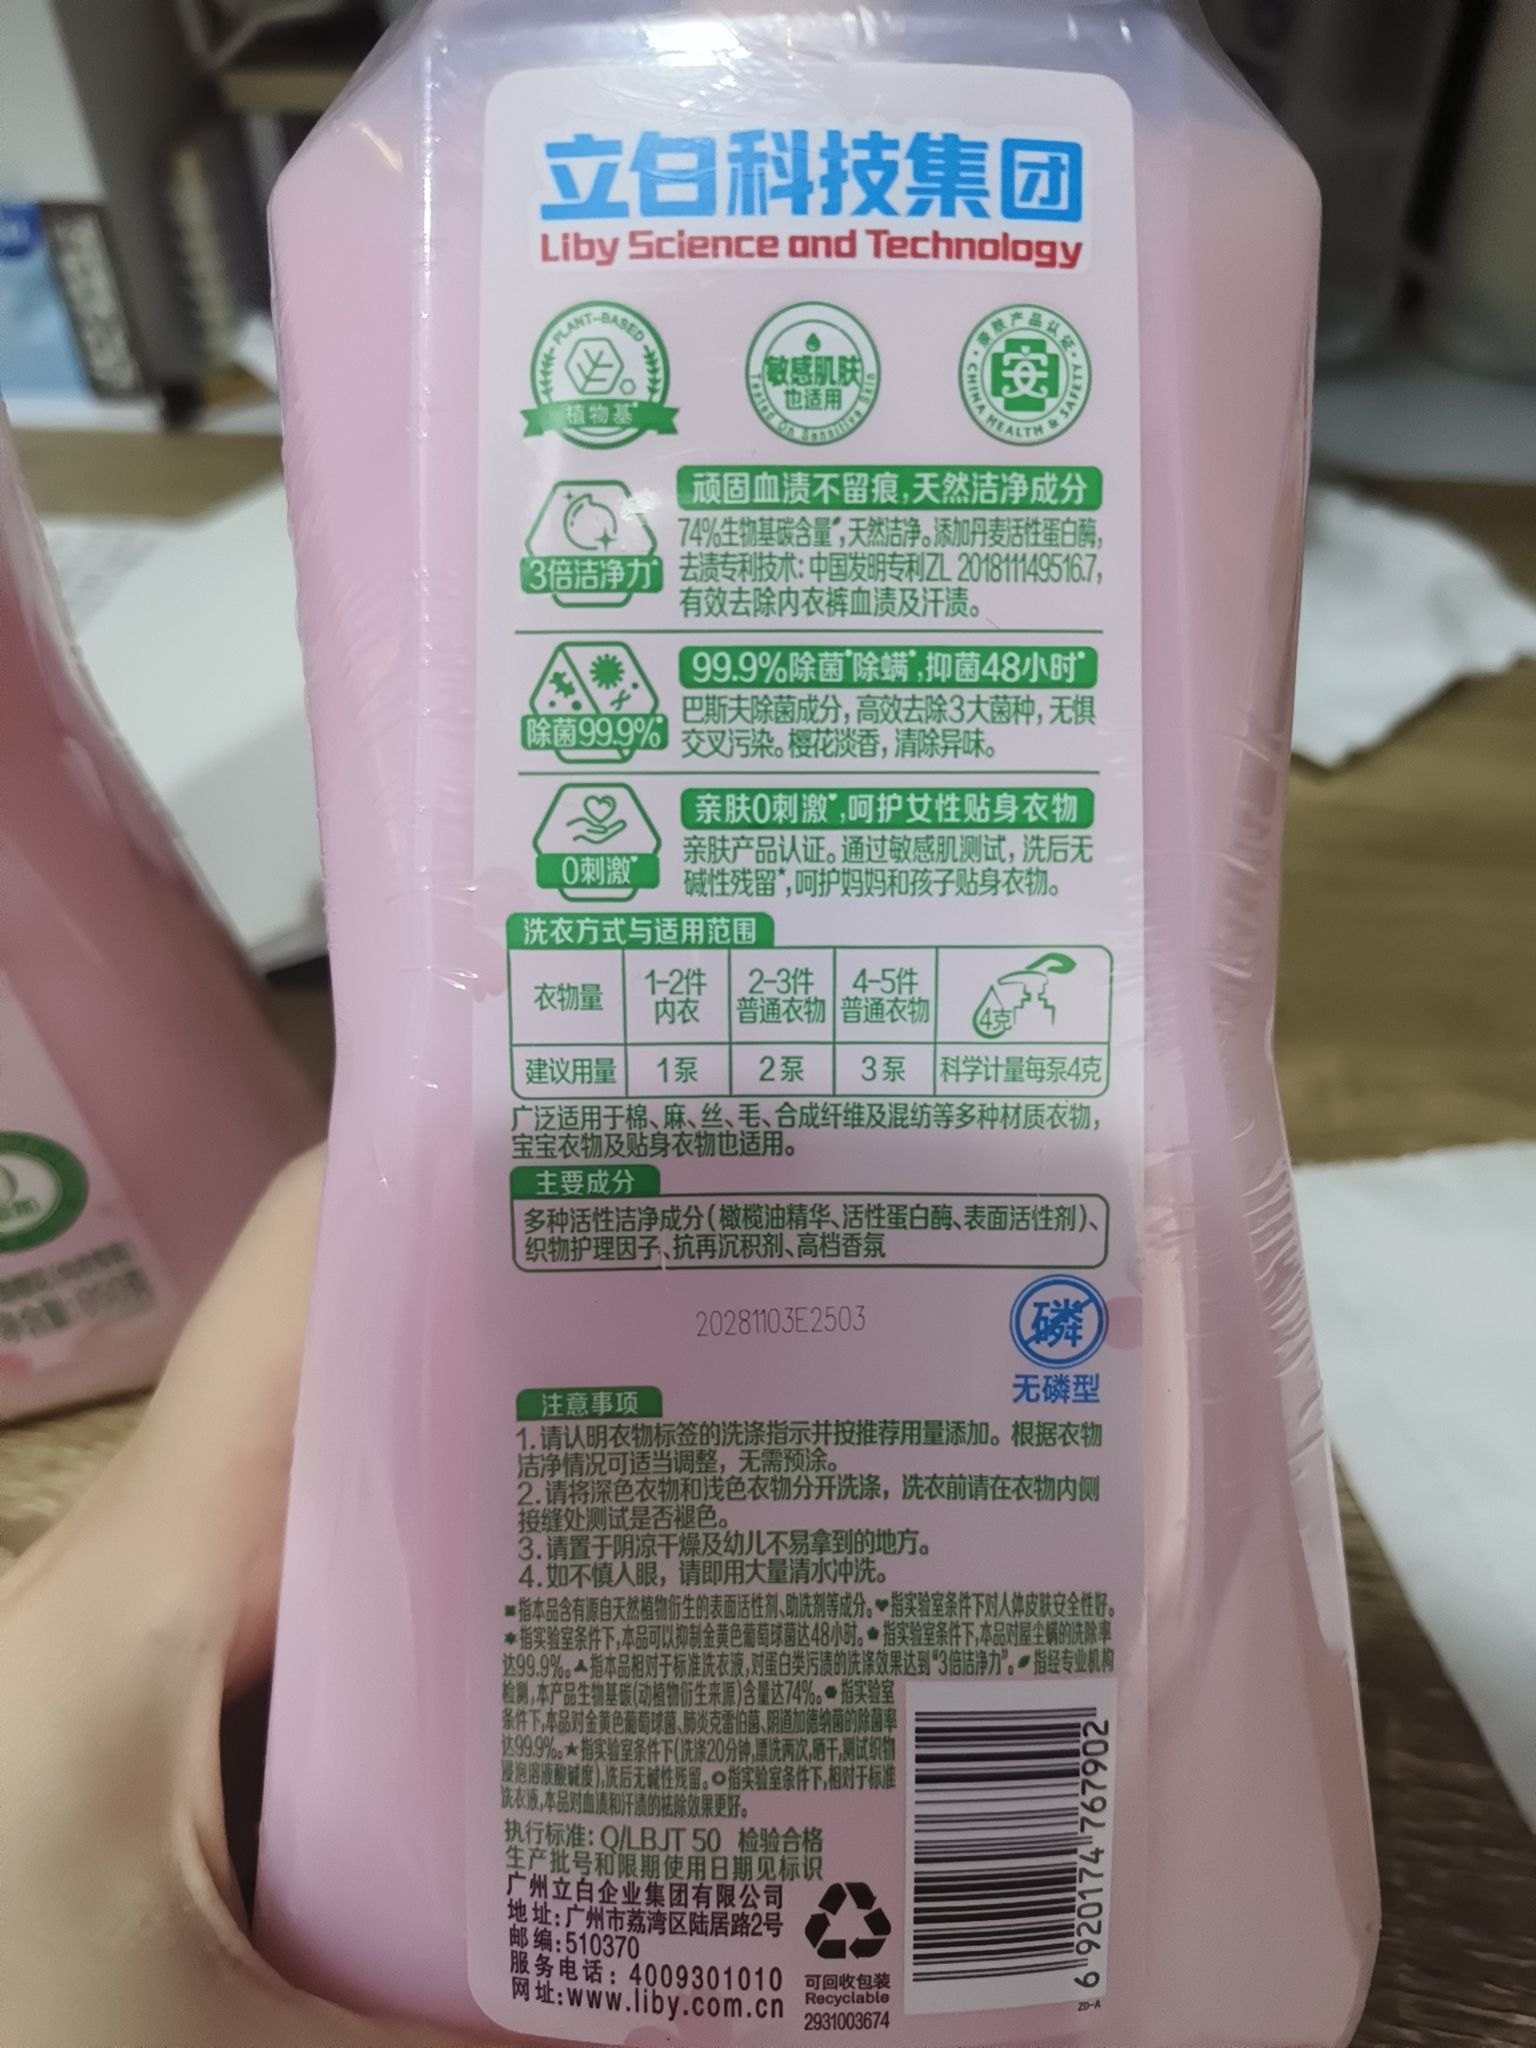 立白科技集团
Liby Science and Technology
PLANT-BASED
植物基
敏感肌肤
也适用
Tested On Sensitive Skin
亲肤产品认证
安
CHINA HEALTH & SAFETY
顽固血渍不留痕,天然洁净成分
3倍洁净力
74%生物基碳含量,天然洁净。添加丹麦活性蛋白酶,
去渍专利技术:中国发明专利ZL 201811149516.7,
有效去除内衣裤血渍及汗渍。
99.9%除菌除螨,抑菌48小时
除菌99.9%
巴斯夫除菌成分,高效去除3大菌种,无惧
交叉污染。樱花淡香,清除异味。
亲肤0刺激,呵护女性贴身衣物
0刺激
亲肤产品认证。通过敏感肌测试,洗后无
碱性残留★,呵护妈妈和孩子贴身衣物。
洗衣方式与适用范围
衣物量 1-2件内衣 2-3件普通衣物 4-5件普通衣物 4克
建议用量 1泵 2泵 3泵 科学计量每泵4克
广泛适用于棉、麻、丝、毛、合成纤维及混纺等多种材质衣物,
宝宝衣物及贴身衣物也适用。
主要成分
多种活性洁净成分(橄榄油精华、活性蛋白酶、表面活性剂)、
织物护理因子、抗再沉积剂、高档香氛
20281103E2503
磷
无磷型
注意事项
1.请认明衣物标签的洗涤指示并按推荐用量添加。根据衣物
洁净情况可适当调整,无需预涂。
2.请将深色衣物和浅色衣物分开洗涤,洗衣前请在衣物内侧
接缝处测试是否褪色。
3.请置于阴凉干燥及幼儿不易拿到的地方。
4.如不慎入眼,请即用大量清水冲洗。
■指本品含有源自天然植物衍生的表面活性剂、助洗剂等成分。♥指实验室条件下对人体皮肤安全性好。
✱指实验室条件下,本品可以抑制金黄色葡萄球菌达48小时。⬟指实验室条件下,本品对屋尘螨的洗除率
达99.9%。▲指本品相对于标准洗衣液,对蛋白类污渍的洗涤效果达到“3倍洁净力”。指经专业机构
检测,本产品生物基碳(动植物衍生来源)含量达74%。●指实验室
条件下,本品对金黄色葡萄球菌、肺炎克雷伯菌、阴道加德纳菌的除菌率
达99.9%。★指实验室条件下(洗涤20分钟,漂洗两次,晒干,测试织物
浸泡溶液酸碱度),洗后无碱性残留。✪指实验室条件下,相对于标准
洗衣液,本品对血渍和汗渍的祛除效果更好。
执行标准:Q/LBJT 50 检验合格
生产批号和限期使用日期见标识
广州立白企业集团有限公司
地址:广州市荔湾区陆居路2号
邮编:510370
服务电话:4009301010
网址:www.liby.com.cn
可回收包装
Recyclable
2931003674
6920174767902
ZD-A